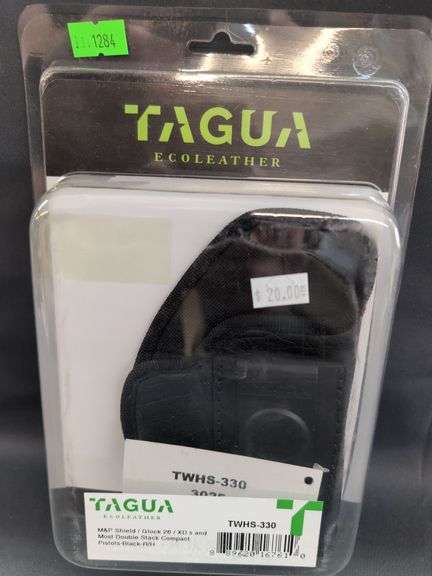 1284
TAGUA
ECOLEATHER
$ 20.00
TWHS-330
TAGUA
ECOLEATHER
TWHS-330
M&P Shield / Glock 26 / XD s and
Most Double Stack Compact
Pistols-Black-R/H